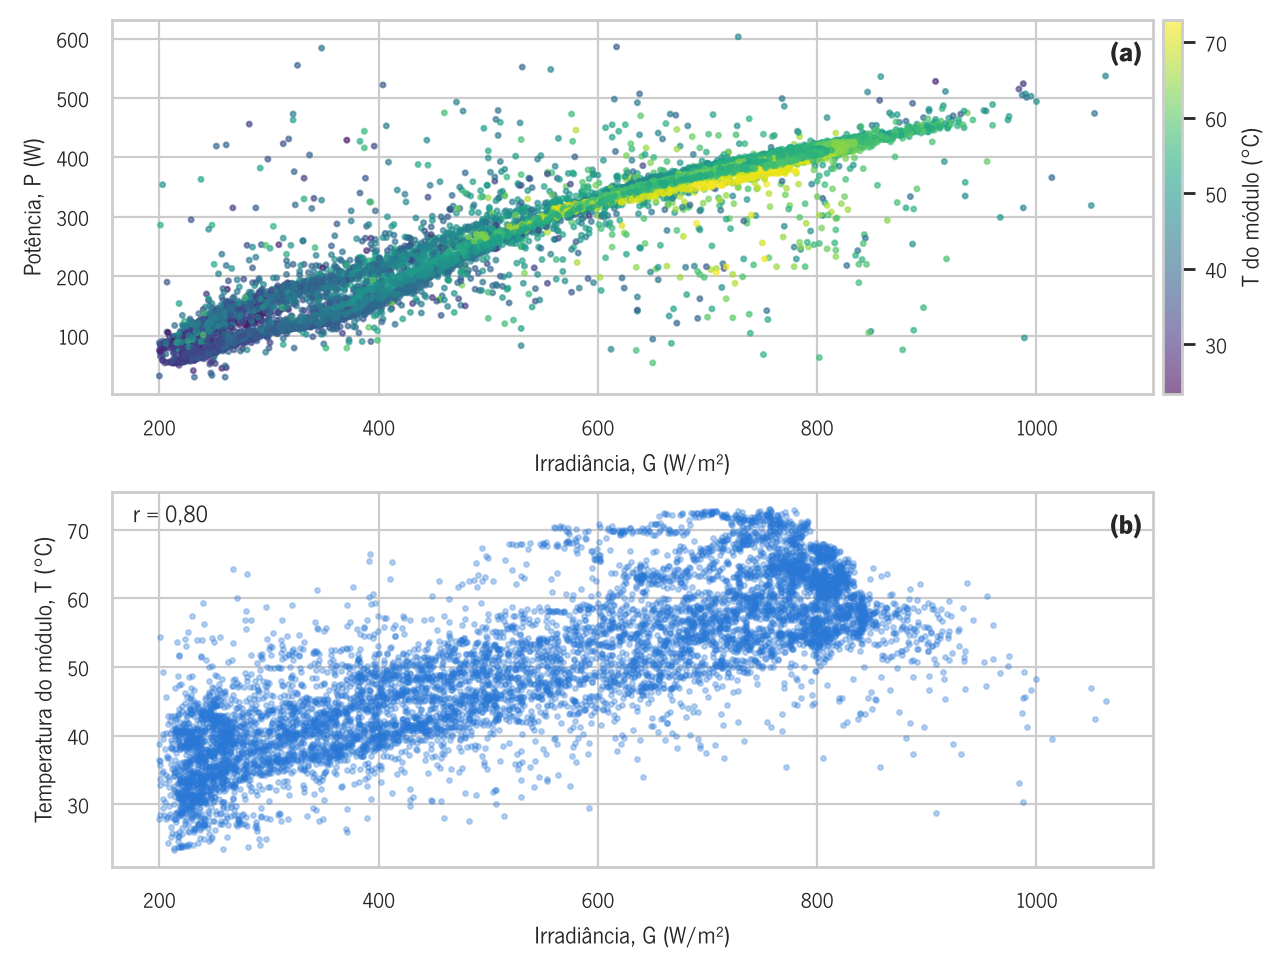 (a)
600
500
400
300
200
100
Potência, P (W)
200 400 600 800 1000
Irradiância, G (W/m²)
70
60
50
40
30
T do módulo (°C)
r = 0,80
(b)
70
60
50
40
30
Temperatura do módulo, T (°C)
200 400 600 800 1000
Irradiância, G (W/m²)